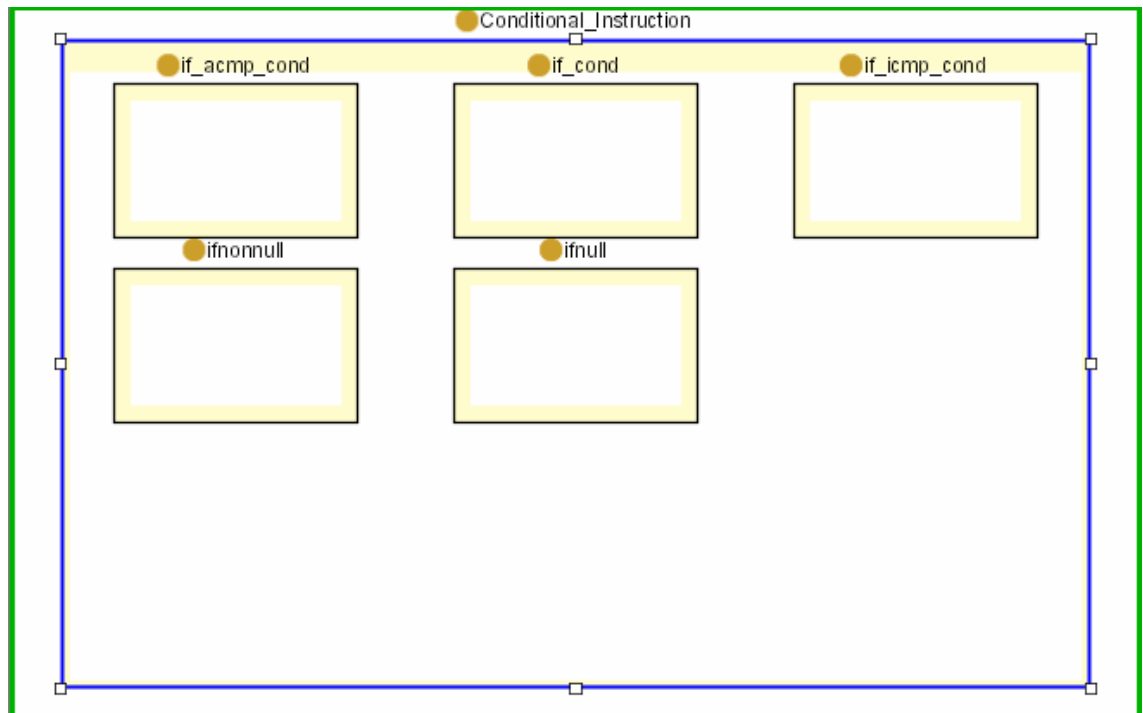 Conditional_Instruction
if_acmp_cond if_cond if_icmp_cond
ifnonnull ifnull